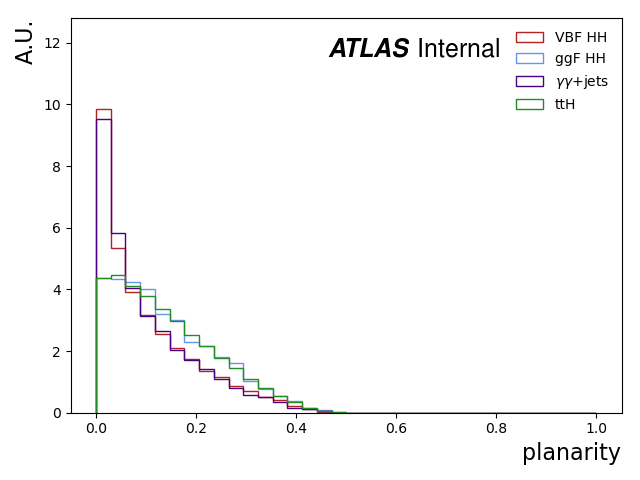 A.U.
ATLAS Internal
VBF HH
ggF HH
γγ+jets
ttH
12
10
8
6
4
2
0
0.0 0.2 0.4 0.6 0.8 1.0
planarity